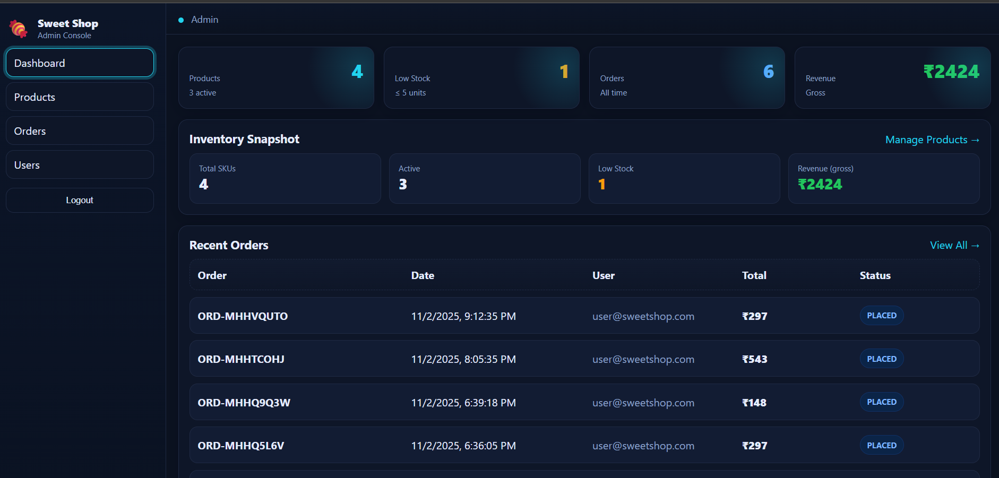 Sweet Shop
Admin Console
Dashboard
Products
Orders
Users
Logout
Admin
Products
3 active
4
Low Stock
≤ 5 units
1
Orders
All time
6
Revenue
Gross
₹2424
Inventory Snapshot
Manage Products →
Total SKUs
4
Active
3
Low Stock
1
Revenue (gross)
₹2424
Recent Orders
View All →
Order Date User Total Status
ORD-MHHVQUTO 11/2/2025, 9:12:35 PM user@sweetshop.com ₹297 PLACED
ORD-MHHTCOHJ 11/2/2025, 8:05:35 PM user@sweetshop.com ₹543 PLACED
ORD-MHHQ9Q3W 11/2/2025, 6:39:18 PM user@sweetshop.com ₹148 PLACED
ORD-MHHQ5L6V 11/2/2025, 6:36:05 PM user@sweetshop.com ₹297 PLACED